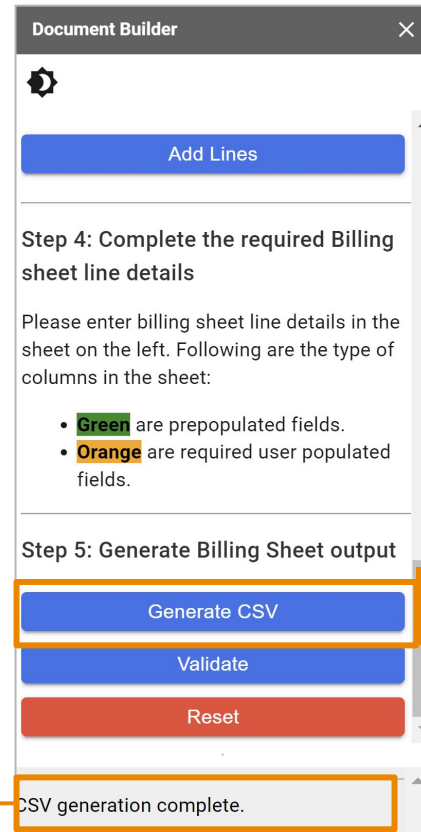 Document Builder
Add Lines
Step 4: Complete the required Billing
sheet line details
Please enter billing sheet line details in the
sheet on the left. Following are the type of
columns in the sheet:
• Green are prepopulated fields.
• Orange are required user populated
fields.
Step 5: Generate Billing Sheet output
Generate CSV
Validate
Reset
CSV generation complete.